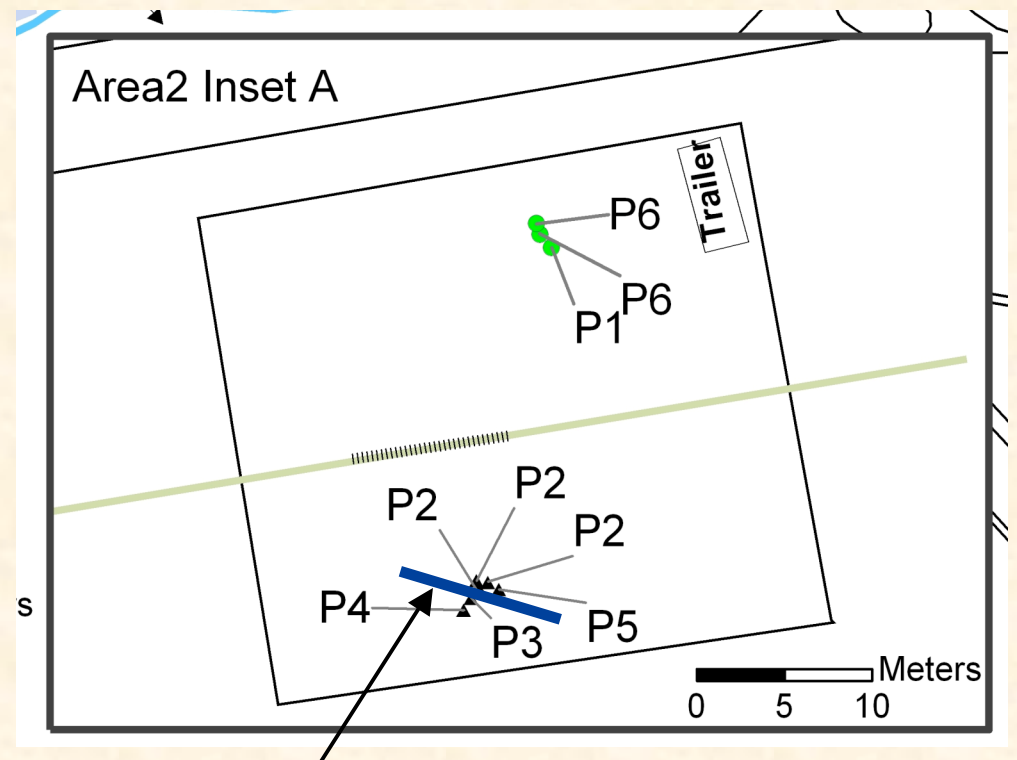 Area2 Inset A
Trailer
P6
P6
P1
P2
P2
P2
P4
P5
P3
s
Meters
0 5 10